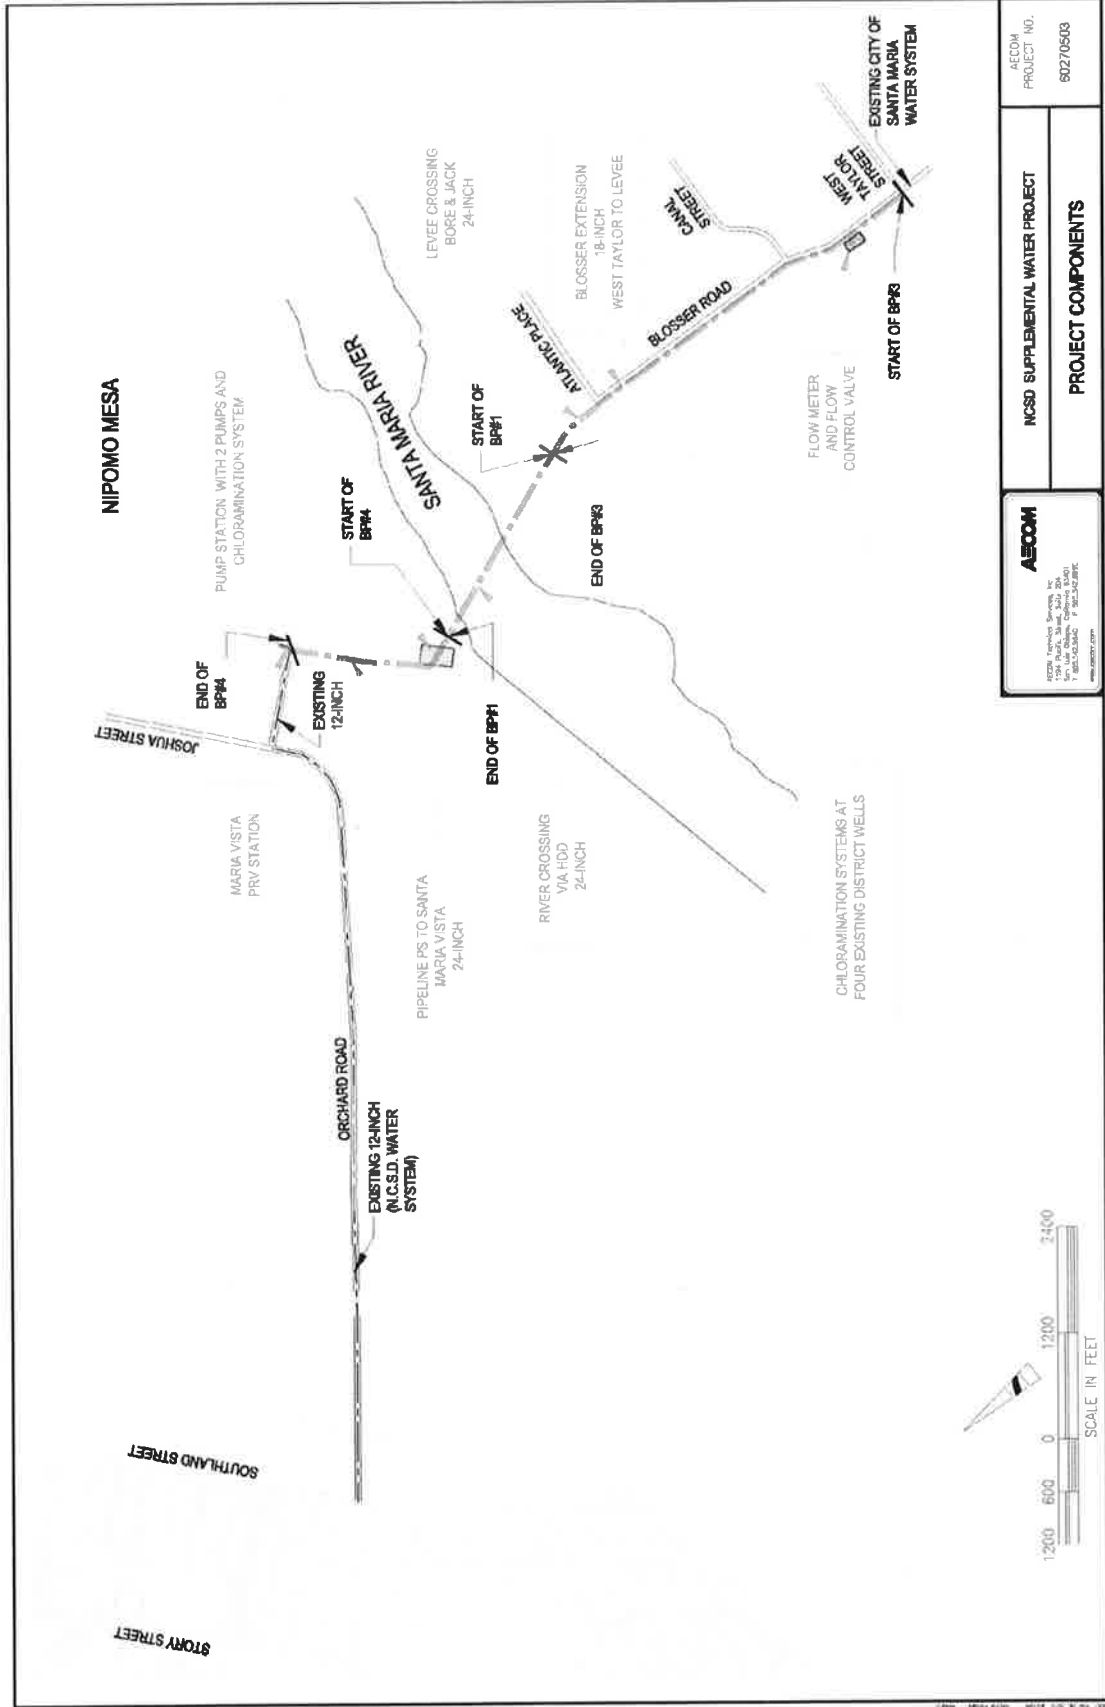 NIPOMO MESA
PUMP STATION WITH 2 PUMPS AND
CHLORAMINATION SYSTEM
LEVEE CROSSING
BORE & JACK
24-INCH
EXISTING CITY OF
SANTA MARIA
WATER SYSTEM
BLOSSER EXTENSION
18-INCH
WEST TAYLOR TO LEVEE
CANAL
STREET
WEST
TAYLOR
STREET
SANTA MARIA RIVER
ATLANTIC PLACE
BLOSSER ROAD
START OF
BP#1
START OF
BP#4
START OF BP#3
END OF BP#3
FLOW METER
AND FLOW
CONTROL VALVE
END OF
BP#4
EXISTING
12-INCH
END OF BP#1
JOSHUA STREET
MARIA VISTA
PRV STATION
PIPELINE PS TO SANTA
MARIA VISTA
24-INCH
RIVER CROSSING
VIA HDD
24-INCH
CHLORAMINATION SYSTEMS AT
FOUR EXISTING DISTRICT WELLS
ORCHARD ROAD
EXISTING 12-INCH
(N.C.S.D. WATER
SYSTEM)
SOUTHLAND STREET
STORY STREET
1200 600 0 1200 2400
SCALE IN FEET
AECOM
AECOM Technical Services, Inc
NCSD SUPPLEMENTAL WATER PROJECT
PROJECT COMPONENTS
AECOM
PROJECT NO.
60270503